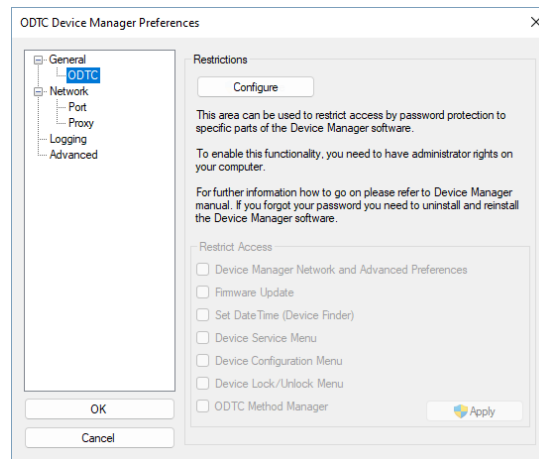 ODTC Device Manager Preferences
General
ODTC
Network
Port
Proxy
Logging
Advanced
OK
Cancel
Restrictions
Configure
This area can be used to restrict access by password protection to
specific parts of the Device Manager software.
To enable this functionality, you need to have administrator rights on
your computer.
For further information how to go on please refer to Device Manager
manual. If you forgot your password you need to uninstall and reinstall
the Device Manager software.
Restrict Access
Device Manager Network and Advanced Preferences
Firmware Update
Set DateTime (Device Finder)
Device Service Menu
Device Configuration Menu
Device Lock/Unlock Menu
ODTC Method Manager
Apply